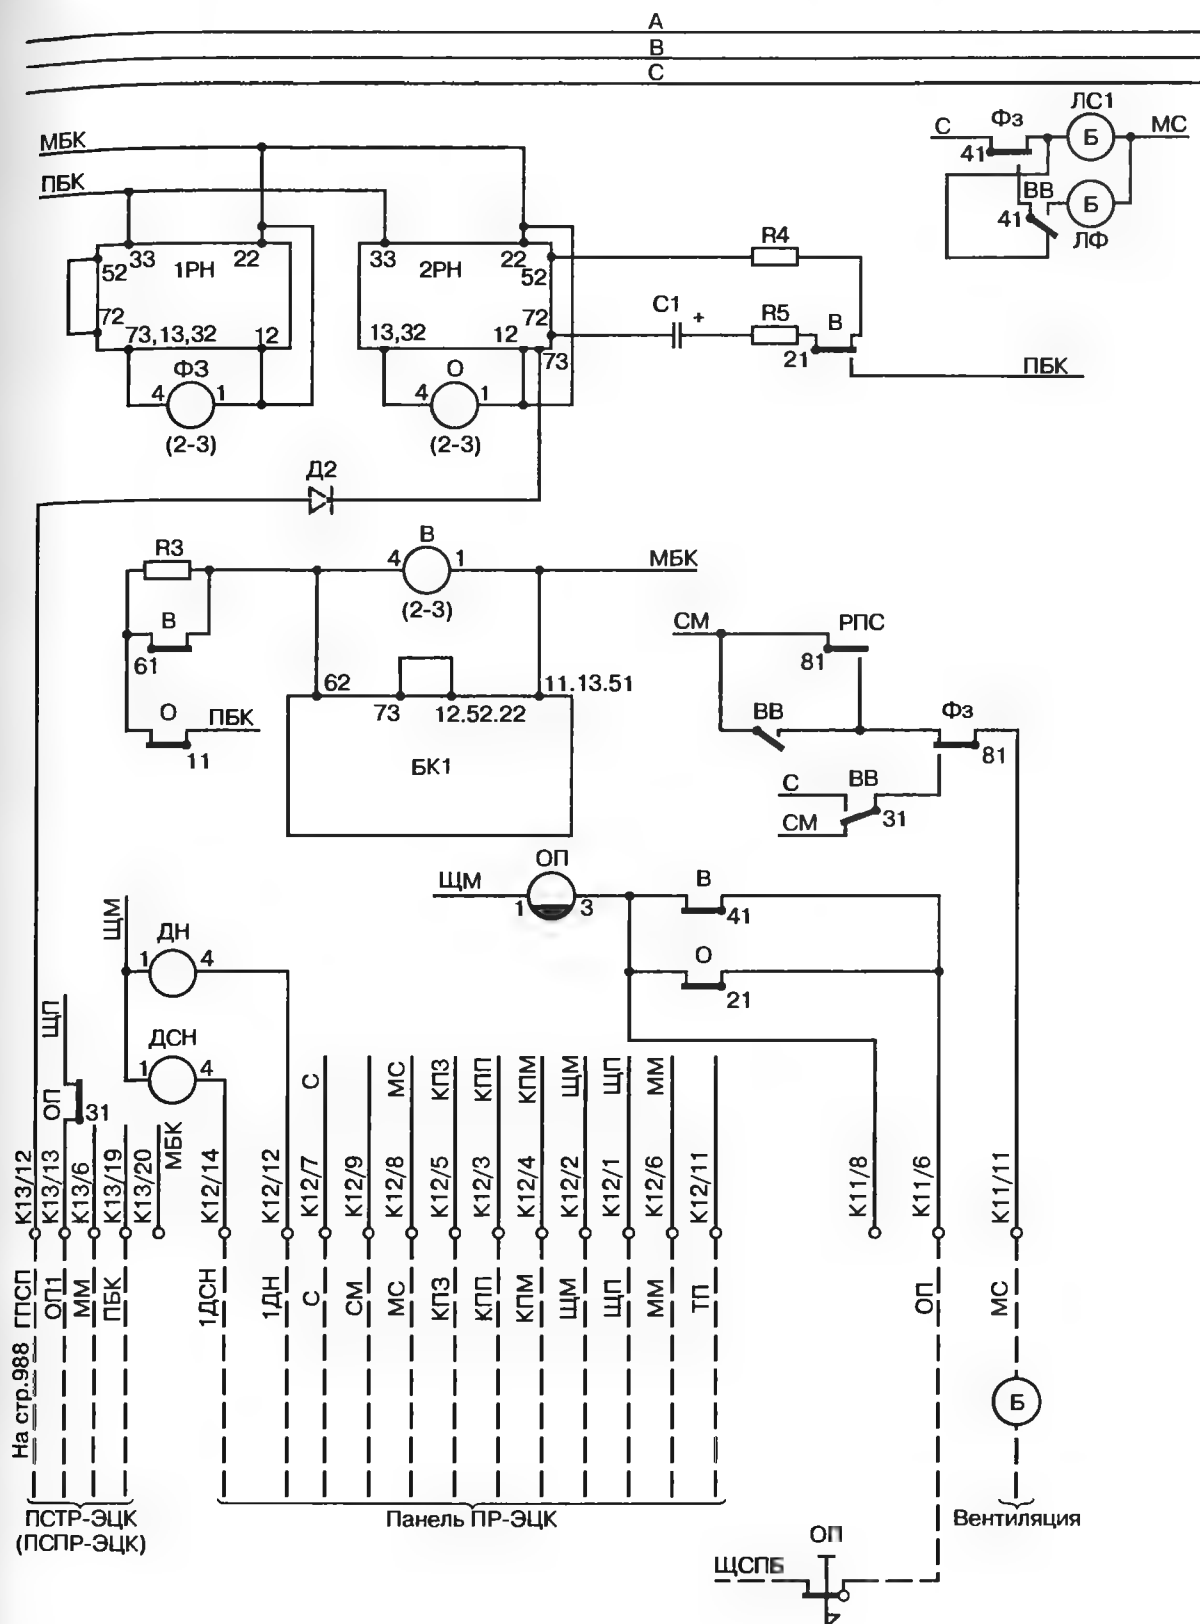 А
В
С
МБК
ПБК
52
33
22
1РН
72
73,13,32
12
ФЗ
4
1
(2-3)
33
22
52
2РН
13,32
12
72
73
О
4
1
(2-3)
R4
С1
+
R5
В
21
ПБК
С
Фз
41
ЛС1
Б
МС
ВВ
41
Б
ЛФ
Д2
R3
В
61
О
ПБК
11
В
4
1
(2-3)
МБК
62
73
12.52.22
11.13.51
БК1
СМ
РПС
81
ВВ
Фз
81
С
ВВ
СМ
31
ЩМ
ОП
1
3
В
41
О
21
ЩМ
ДН
1
4
ДСН
1
4
ЩП
ОП
31
МБК
С
МС
КПЗ
КПП
КПМ
ЩМ
ЩП
ММ
К13/12
К13/13
К13/6
К13/19
К13/20
К12/14
К12/12
К12/7
К12/9
К12/8
К12/5
К12/3
К12/4
К12/2
К12/1
К12/6
К12/11
К11/8
К11/6
К11/11
На стр.988 ГПСП
ОП1
ММ
ПБК
1ДСН
1ДН
С
СМ
МС
КПЗ
КПП
КПМ
ЩМ
ЩП
ММ
ТП
ОП
МС
Б
ПСТР-ЭЦК
(ПСПР-ЭЦК)
Панель ПР-ЭЦК
Вентиляция
ОП
ЩСПБ